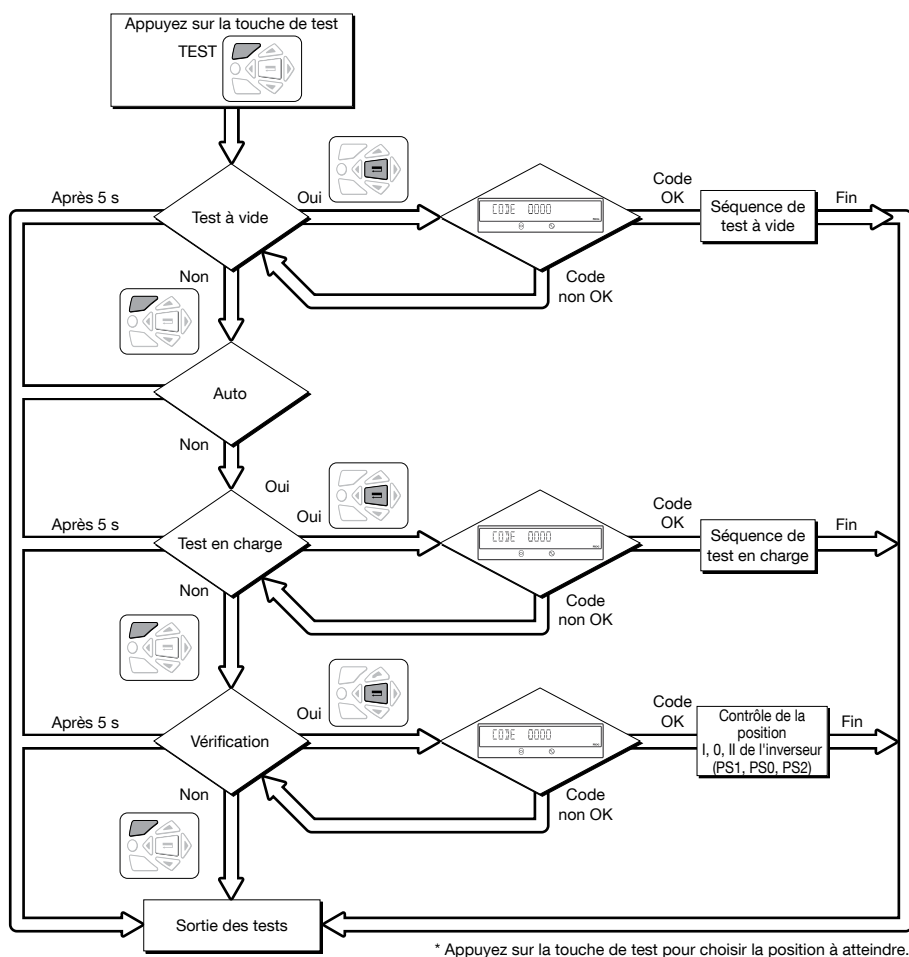 Appuyez sur la touche de test
TEST
Après 5 s
Test à vide
Oui
CODE 0000
Code
OK
Séquence de
test à vide
Fin
Non
Code
non OK
Auto
Non
Oui
Après 5 s
Test en charge
Oui
CODE 0000
Code
OK
Séquence de
test en charge
Fin
Non
Code
non OK
Après 5 s
Vérification
Oui
CODE 0000
Code
OK
Contrôle de la
position
I, 0, II de l'inverseur
(PS1, PS0, PS2)
Fin
Non
Code
non OK
Sortie des tests
* Appuyez sur la touche de test pour choisir la position à atteindre.